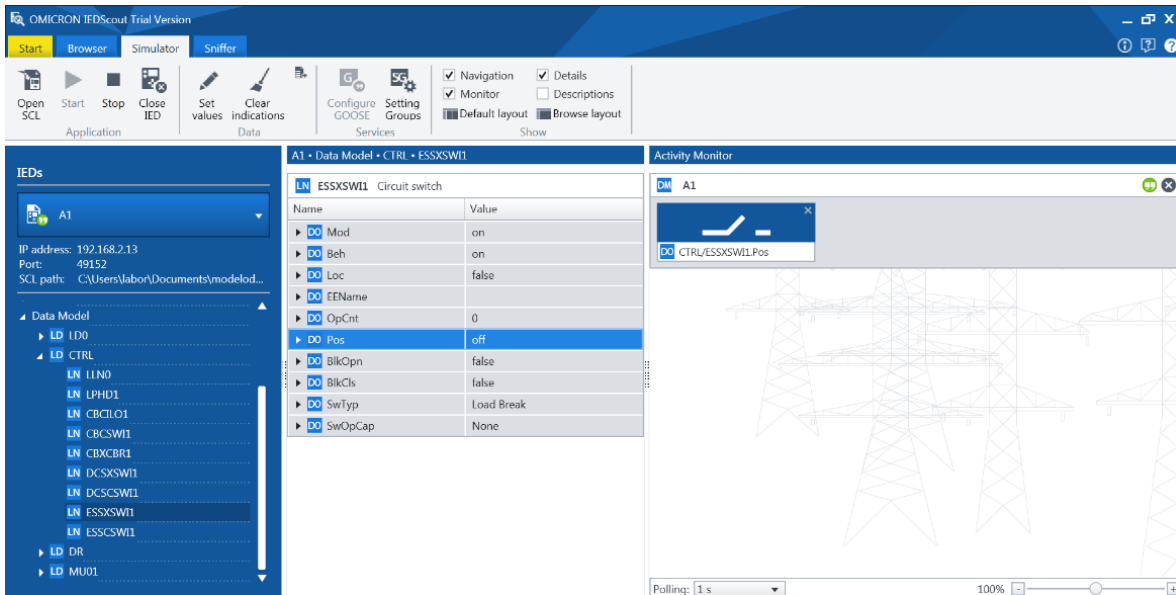 OMICRON IEDScout Trial Version
Start Browser Simulator Sniffer
Open SCL
Start
Stop
Close IED
Application
Set values
Clear indications
Data
Configure GOOSE
Setting Groups
Services
Navigation
Details
Monitor
Descriptions
Default layout
Browse layout
Show
IEDs
A1
IP address: 192.168.2.13
Port: 49152
SCL path: C:\Users\labor\Documents\modelod...
Data Model
LD LD0
LD CTRL
LN LLN0
LN LPHD1
LN CBCILO1
LN CBCSWI1
LN CBXCBR1
LN DCSXSWI1
LN DCSCSWI1
LN ESSXSWI1
LN ESSCSWI1
LD DR
LD MU01
A1 • Data Model • CTRL • ESSXSWI1
LN ESSXSWI1 Circuit switch
Name Value
DO Mod on
DO Beh on
DO Loc false
DO EEName
DO OpCnt 0
DO Pos off
DO BlkOpn false
DO BlkCls false
DO SwTyp Load Break
DO SwOpCap None
Activity Monitor
DM A1
DO CTRL/ESSXSWI1.Pos
Polling: 1 s
100%